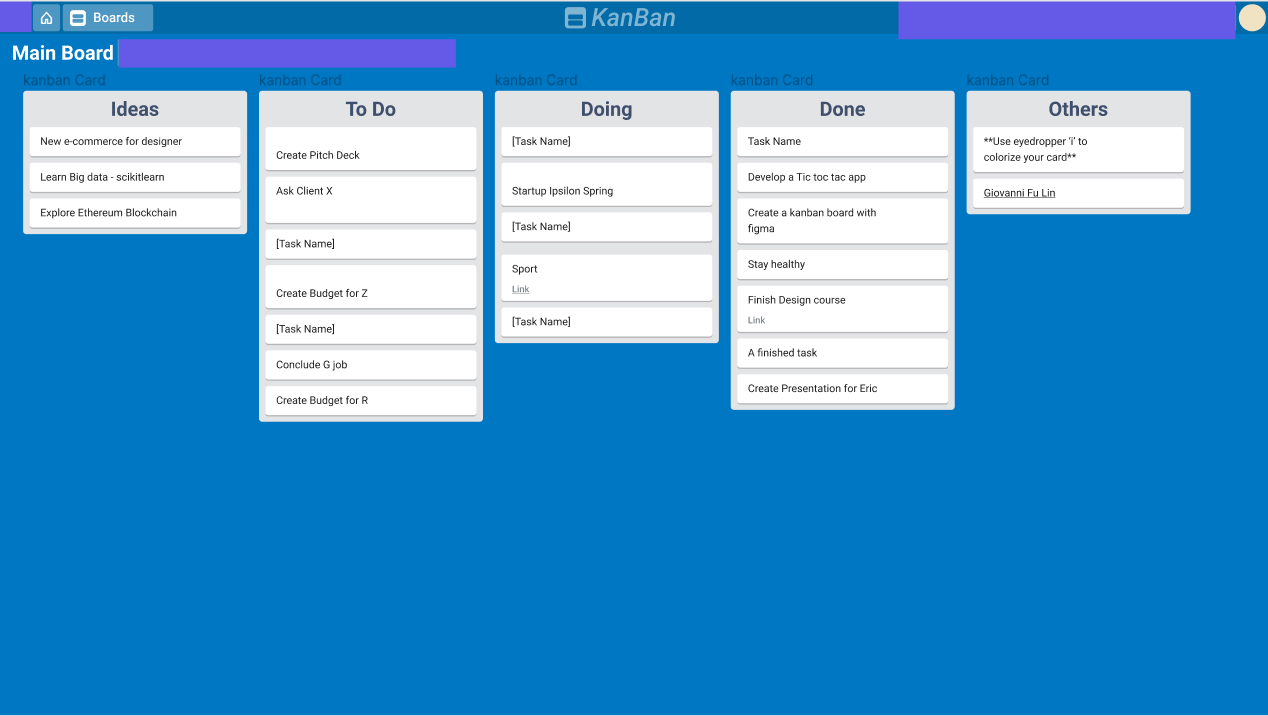 Boards
KanBan
Main Board
kanban Card
Ideas
New e-commerce for designer
Learn Big data - scikitlearn
Explore Ethereum Blockchain
kanban Card
To Do
Create Pitch Deck
Ask Client X
[Task Name]
Create Budget for Z
[Task Name]
Conclude G job
Create Budget for R
kanban Card
Doing
[Task Name]
Startup Ipsilon Spring
[Task Name]
Sport
Link
[Task Name]
kanban Card
Done
Task Name
Develop a Tic toc tac app
Create a kanban board with
figma
Stay healthy
Finish Design course
Link
A finished task
Create Presentation for Eric
kanban Card
Others
**Use eyedropper ‘i’ to
colorize your card**
Giovanni Fu Lin